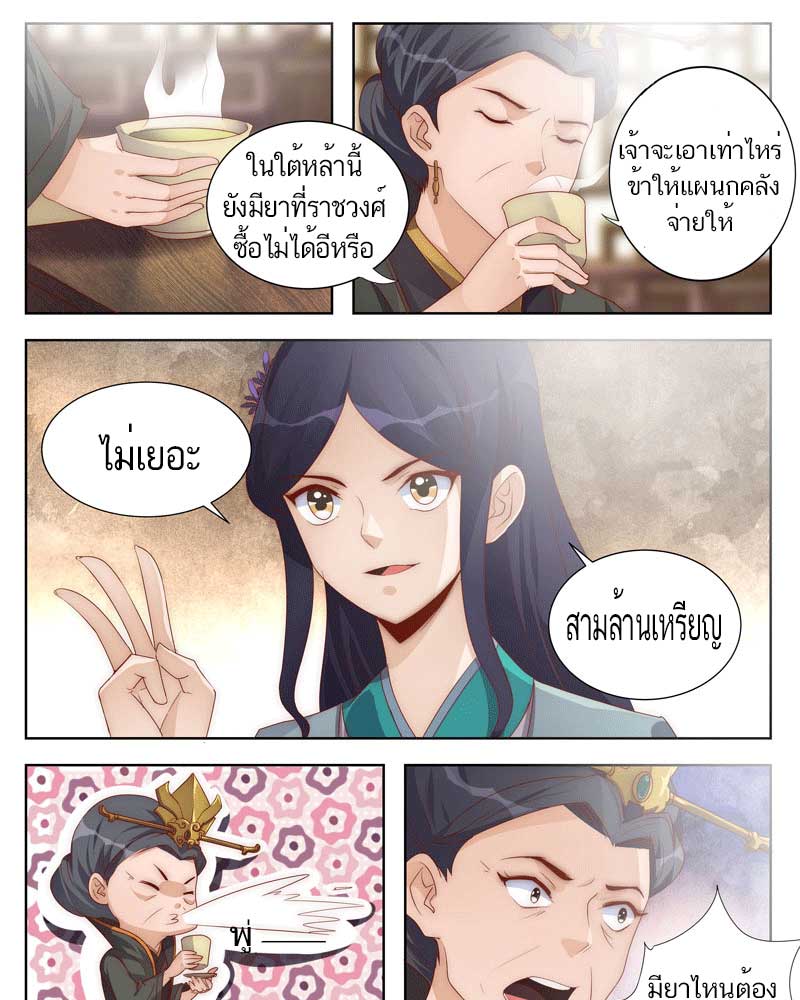 ในใต้หล้านี้
ยังมียาที่ราชวงศ์
ซื้อไม่ได้อีหรือ
เจ้าจะเอาเท่าไหร่
ข้าให้แผนกคลัง
จ่ายให้
ไม่เยอะ
สามล้านเหรียญ
พู่
มียาไหนต้อง